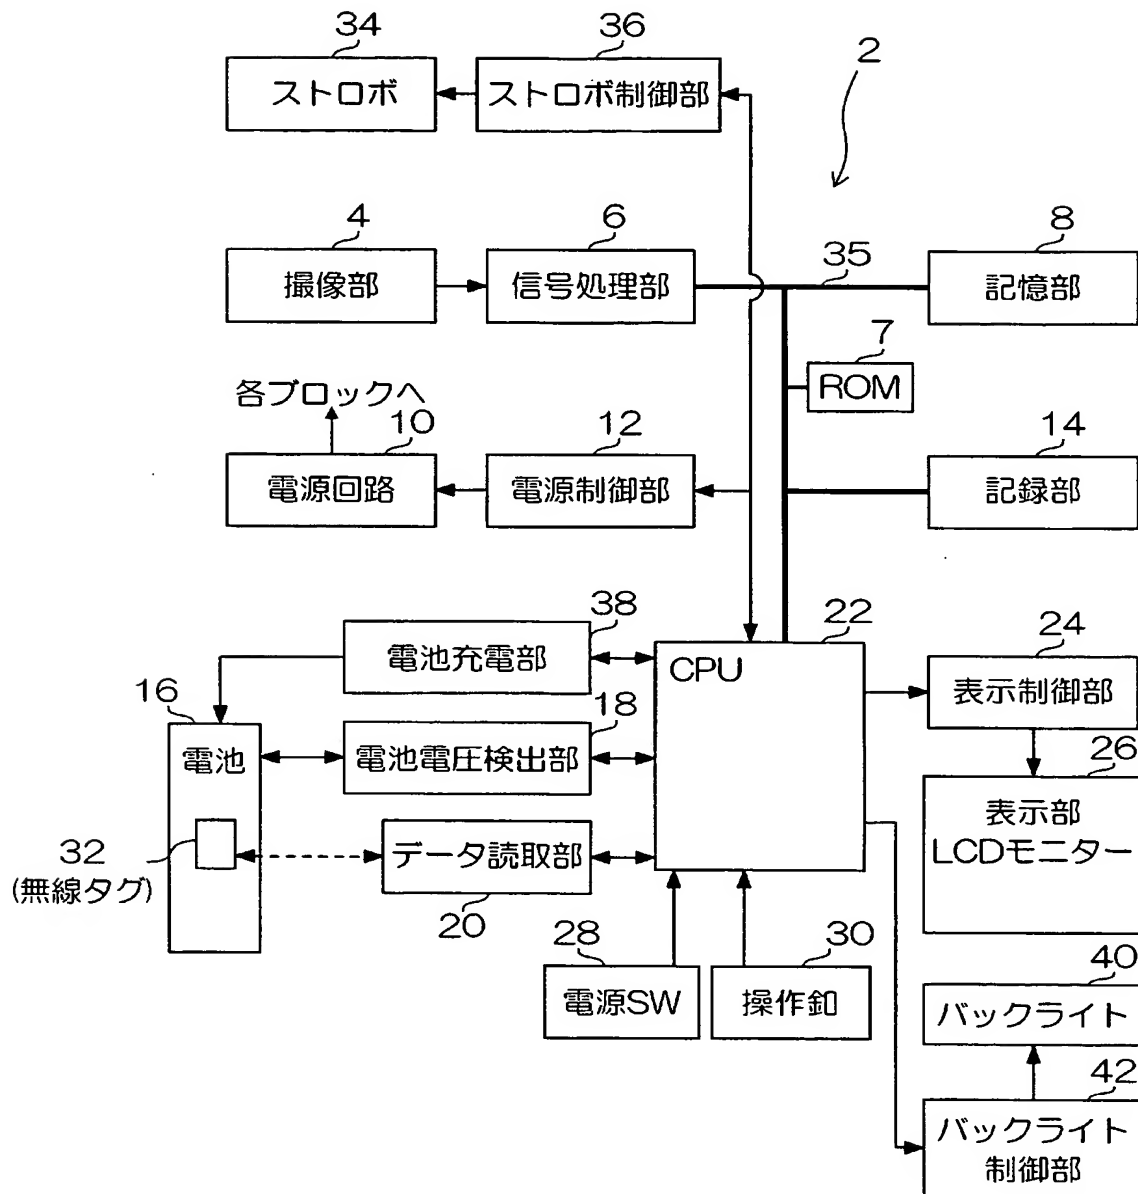 34
36
2
ストロボ
ストロボ制御部
4
6
35
8
撮像部
信号処理部
記憶部
7
ROM
各ブロックへ
10
12
14
電源回路
電源制御部
記録部
38
22
24
電池充電部
CPU
表示制御部
16
18
26
電池
電池電圧検出部
表示部
LCDモニター
32
(無線タグ)
データ読取部
20
28
30
電源SW
操作釦
40
バックライト
42
バックライト
制御部